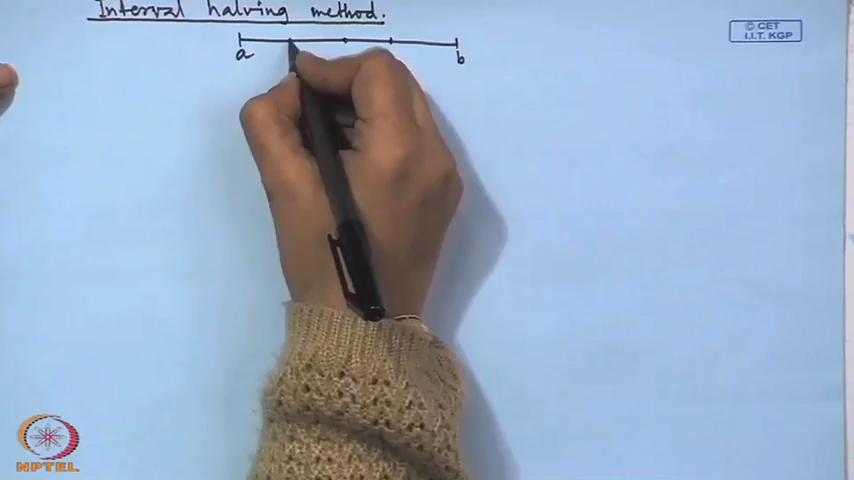 Interval halving method.
© CET
I.I.T. KGP
a b
NPTEL